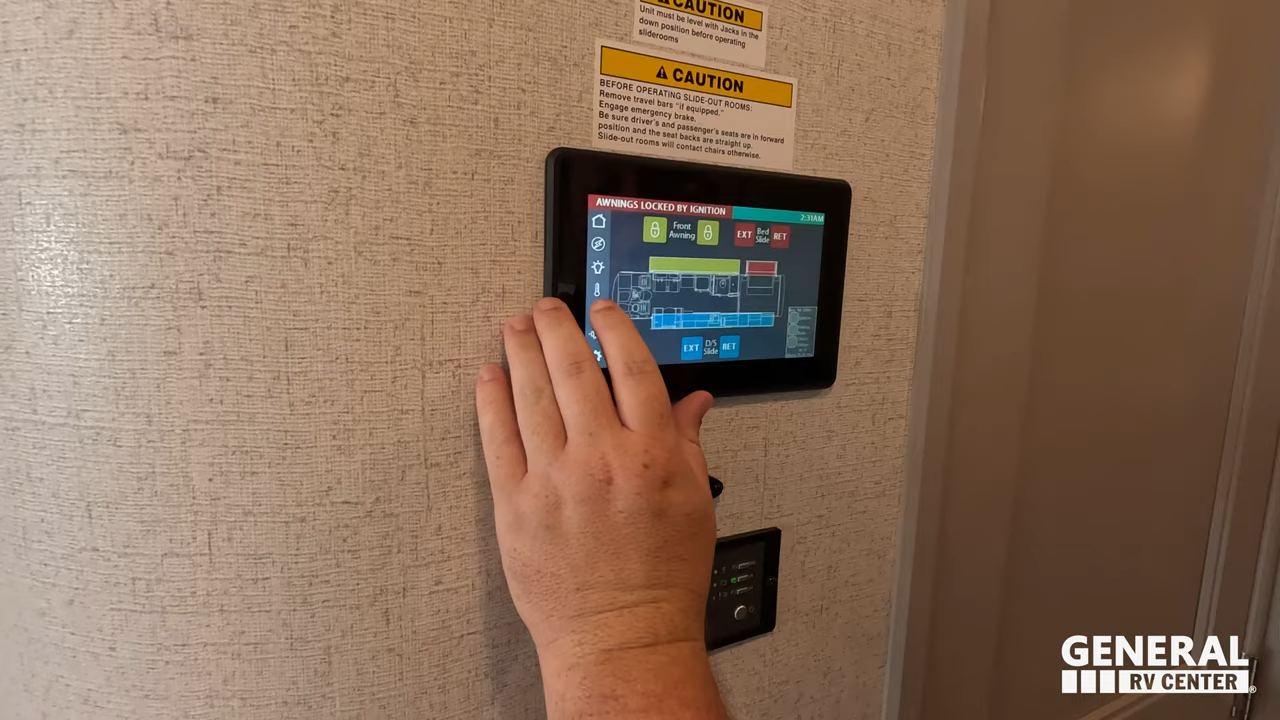 CAUTION
Unit must be level with Jacks in the
down position before operating
sliderooms
CAUTION
BEFORE OPERATING SLIDE-OUT ROOMS:
Remove travel bars "if equipped."
Engage emergency brake.
Be sure driver's and passenger's seats are in forward
position and the seat backs are straight up.
Slide-out rooms will contact chairs otherwise.
AWNINGS LOCKED BY IGNITION
2:31AM
Front
Awning
EXT
Bed
Slide
RET
EXT
D/S
Slide
RET
GENERAL
RV CENTER